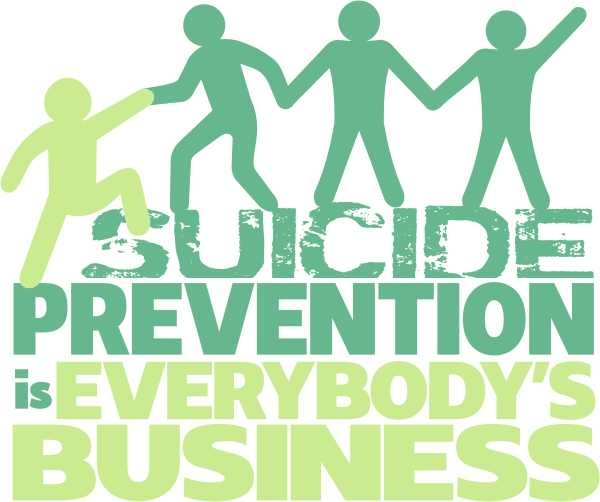 SUICIDE
PREVENTION
is EVERYBODY'S
BUSINESS